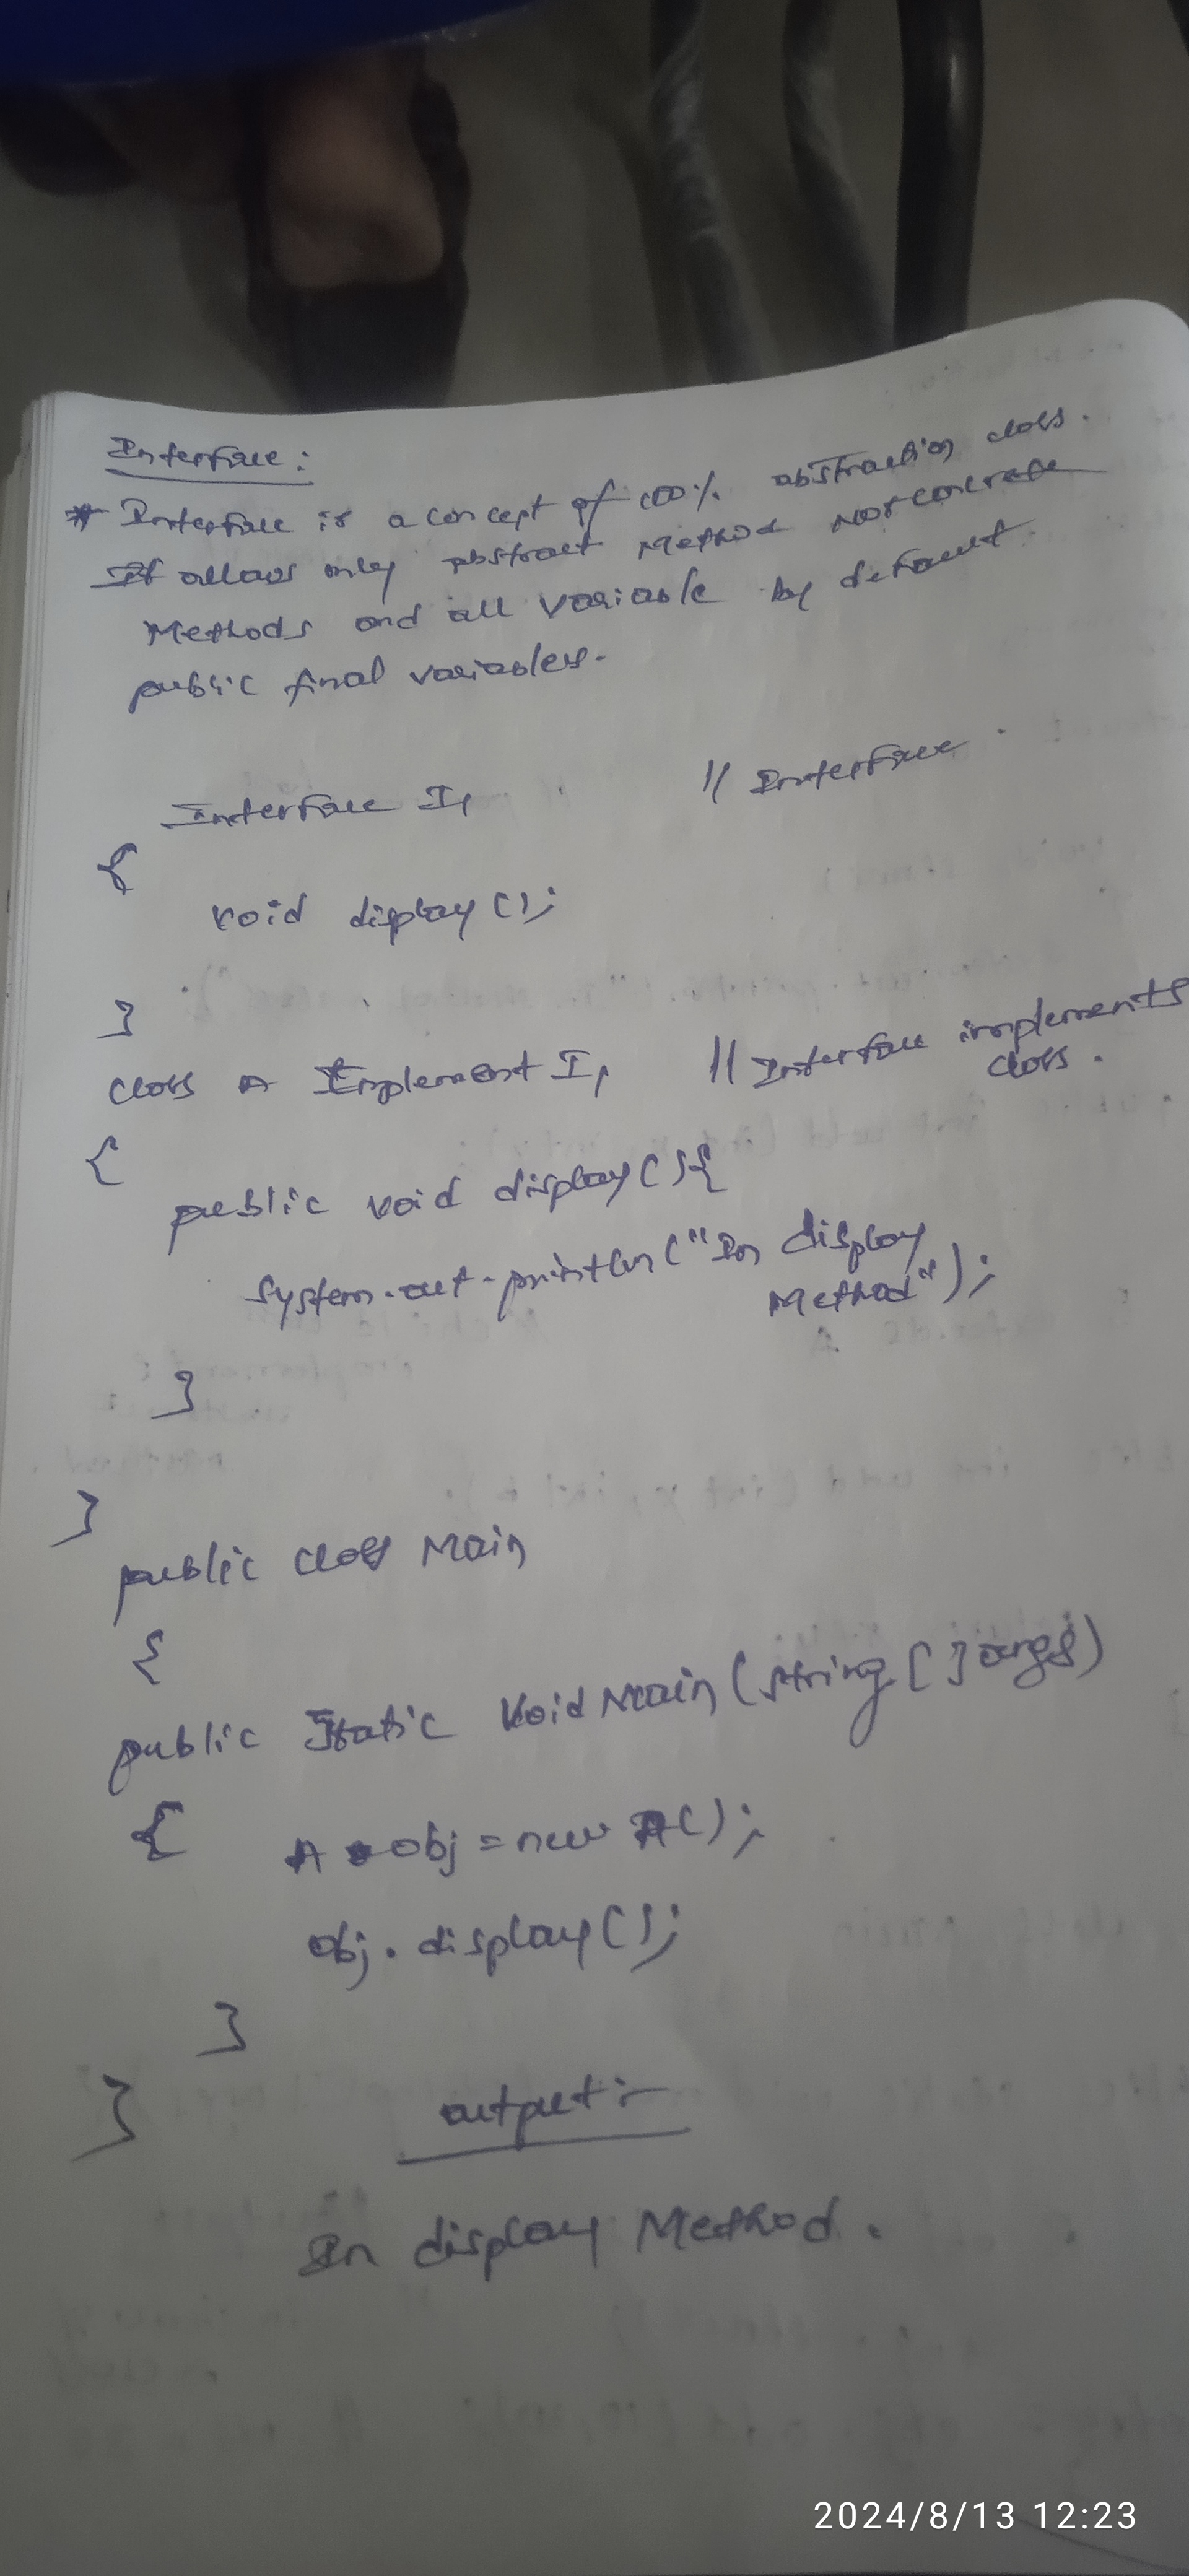 Interface:
* Interface is a concept of 100% abstraction class.
It allows only abstract Method Not concrete
Methods and all variable by default
public final variables.
Interface I1 // Interface.
{
void display();
}
class A Implement I1 // Interface implements
class.
{
public void display(){
System.out.println("In display
Method");
}
}
public class Main
{
public Static Void Main(String[]args)
{ A obj=new A();
obj.display();
}
}
output:-
In display Method.
2024/8/13 12:23